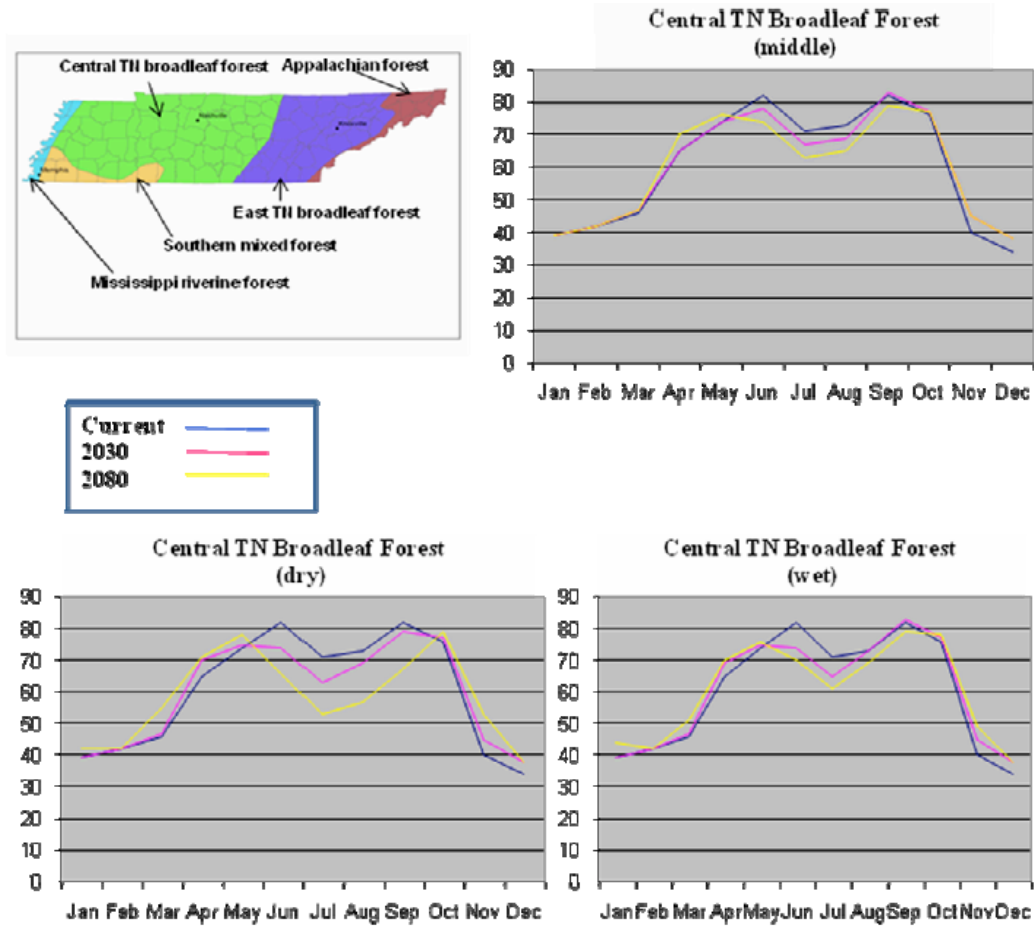 Central TN broadleaf forest
Appalachian forest
Nashville
Knoxville
Memphis
East TN broadleaf forest
Southern mixed forest
Mississippi riverine forest
Central TN Broadleaf Forest
(middle)
90
80
70
60
50
40
30
20
10
0
Jan Feb Mar Apr May Jun Jul Aug Sep Oct Nov Dec
Current
2030
2080
Central TN Broadleaf Forest
(dry)
90
80
70
60
50
40
30
20
10
0
Jan Feb Mar Apr May Jun Jul Aug Sep Oct Nov Dec
Central TN Broadleaf Forest
(wet)
90
80
70
60
50
40
30
20
10
0
Jan Feb Mar Apr May Jun Jul Aug Sep Oct Nov Dec